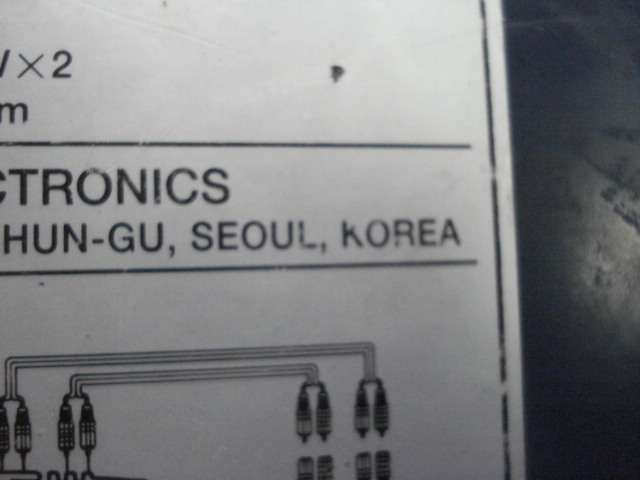 ×2
m
CTRONICS
HUN-GU, SEOUL, KOREA